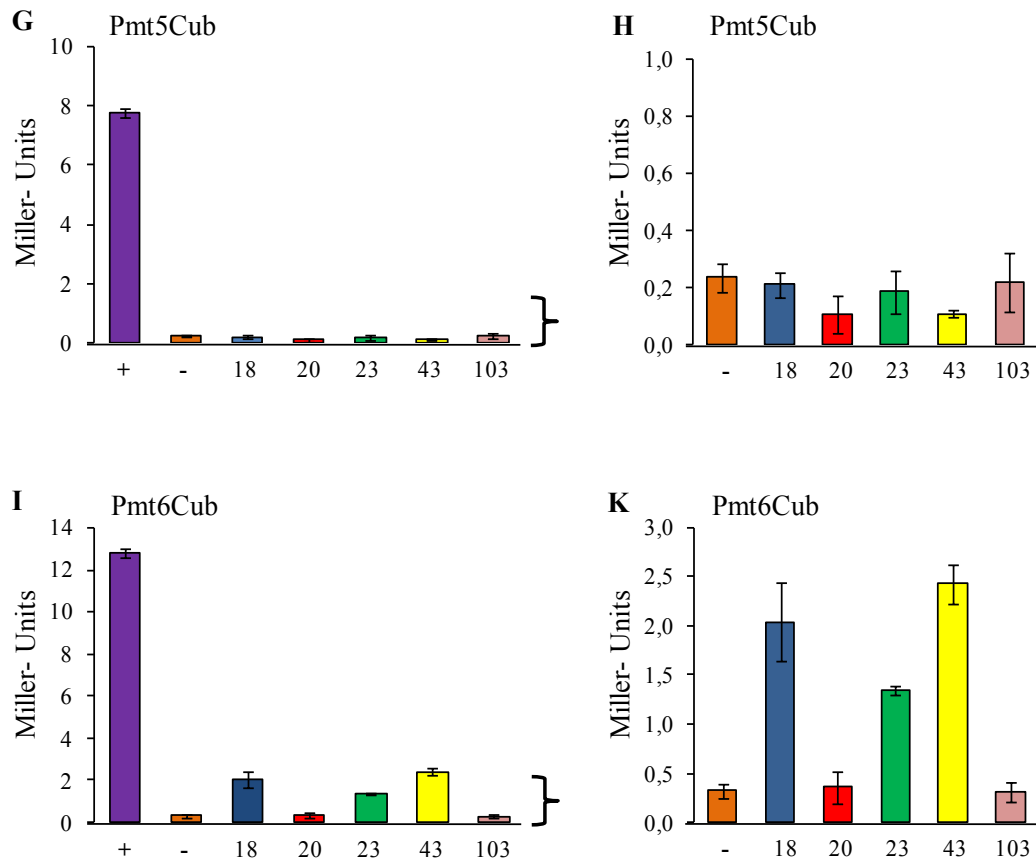 G Pmt5Cub
10
8
6
4
2
0
Miller- Units
+ - 18 20 23 43 103
H Pmt5Cub
1,0
0,8
0,6
0,4
0,2
0,0
Miller- Units
- 18 20 23 43 103
I Pmt6Cub
14
12
10
8
6
4
2
0
Miller- Units
+ - 18 20 23 43 103
K Pmt6Cub
3,0
2,5
2,0
1,5
1,0
0,5
0,0
Miller- Units
- 18 20 23 43 103